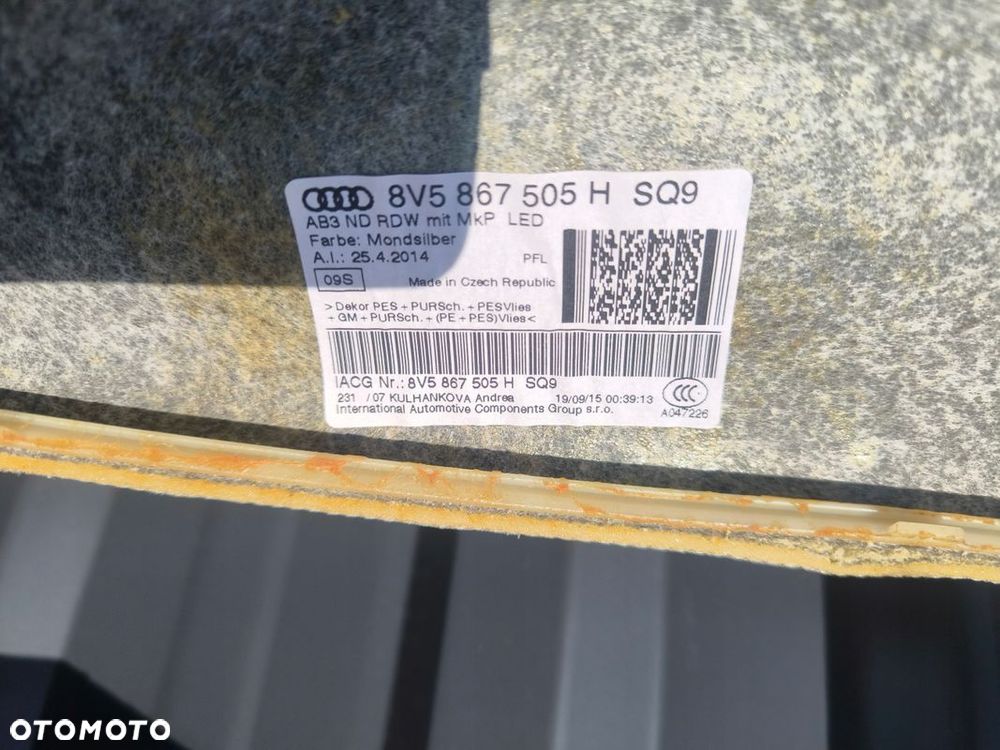 8V5 867 505 H SQ9
AB3 ND RDW mit MkP LED
Farbe: Mondsilber
A.I.: 25.4.2014 PFL
09S Made in Czech Republic
>Dekor PES + PURSch. + PESVlies
+ GM + PURSch. + (PE + PES)Vlies<
IACG Nr.: 8V5 867 505 H SQ9
231 / 07 KULHANKOVA Andrea 19/09/15 00:39:13
International Automotive Components Group s.r.o.
CCC
A047226
OTOMOTO